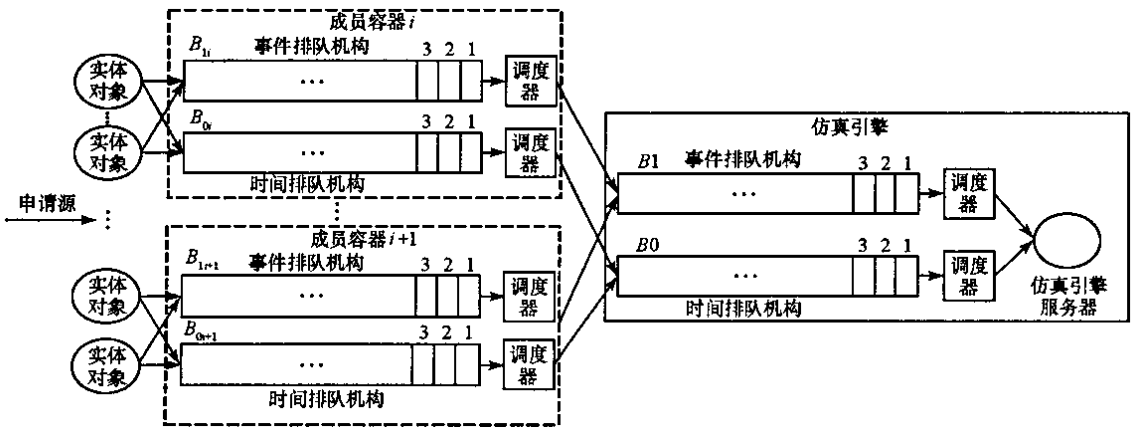 成员容器 i
B₁ᵢ 事件排队机构 3 2 1
实体
对象
...
调度
器
B₀ᵢ 3 2 1
实体
对象
...
调度
器
时间排队机构
申请源
成员容器 i+1
B₁ᵢ₊₁ 事件排队机构 3 2 1
实体
对象
...
调度
器
B₀ᵢ₊₁ 3 2 1
实体
对象
...
调度
器
时间排队机构
仿真引擎
B1 事件排队机构 3 2 1
...
调度
器
B0 3 2 1
...
调度
器
时间排队机构
仿真引擎
服务器